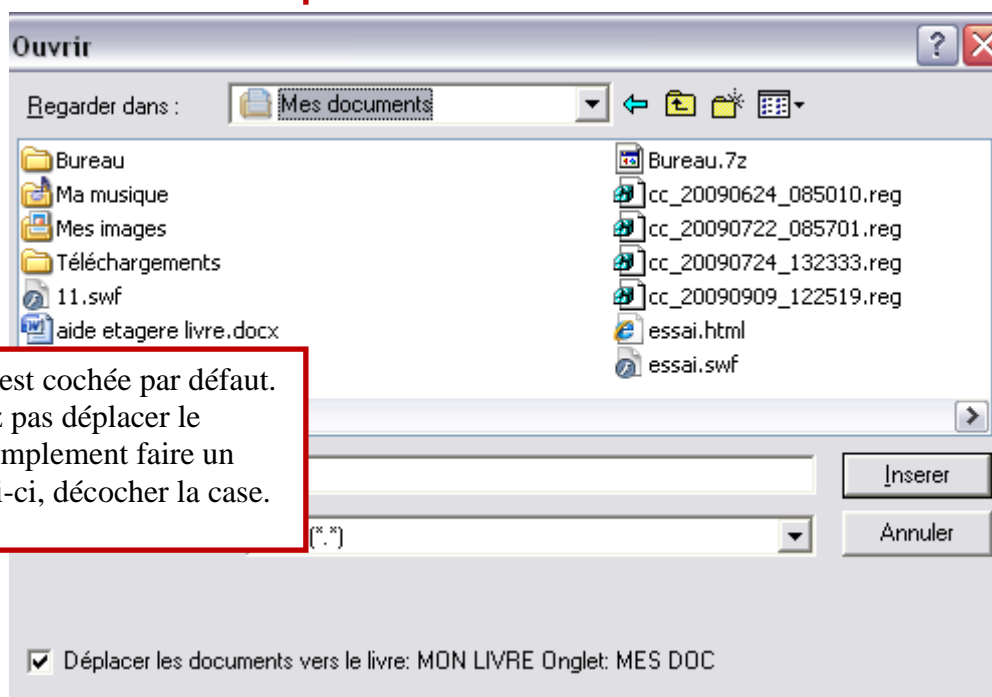 Ouvrir
Regarder dans :
Mes documents
Bureau
Ma musique
Mes images
Téléchargements
11.swf
aide etagere livre.docx
Bureau.7z
cc_20090624_085010.reg
cc_20090722_085701.reg
cc_20090724_132333.reg
cc_20090909_122519.reg
essai.html
essai.swf
est cochée par défaut.
z pas déplacer le
mplement faire un
i-ci, décocher la case.
Inserer
(*.*)
Annuler
Déplacer les documents vers le livre: MON LIVRE Onglet: MES DOC